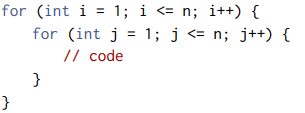 for (int i = 1; i <= n; i++) {
    for (int j = 1; j <= n; j++) {
        // code
    }
}